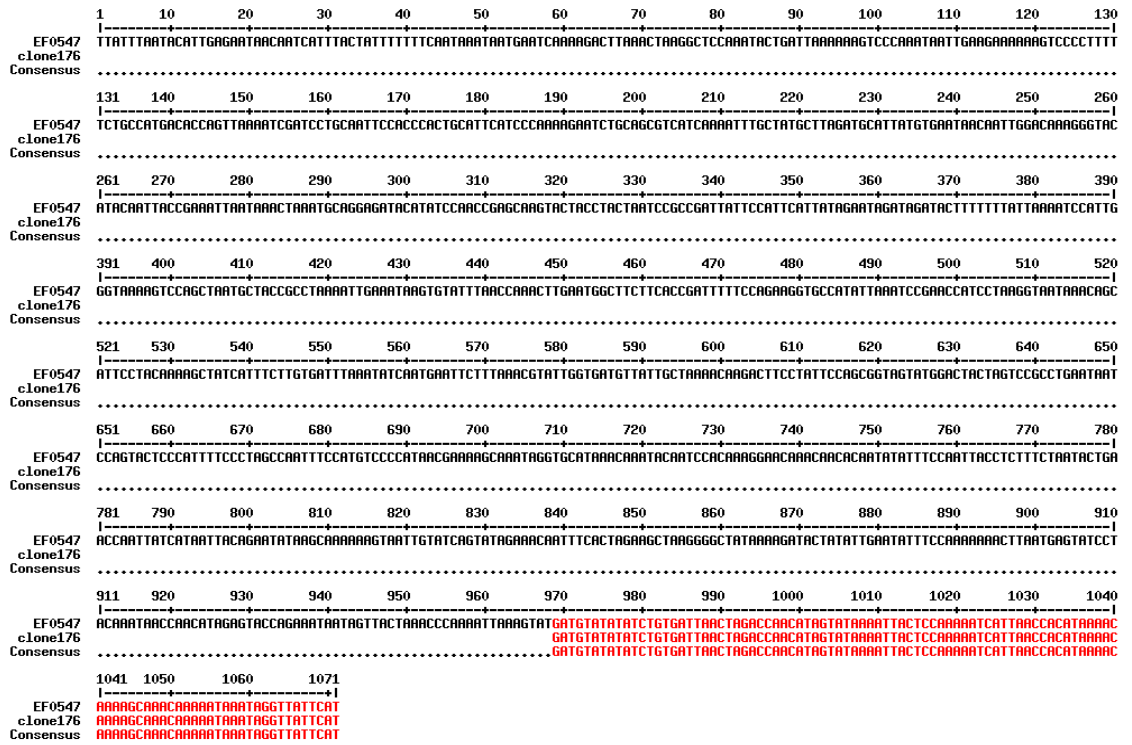 1 10 20 30 40 50 60 70 80 90 100 110 120 130
|--------+---------+---------+---------+---------+---------+---------+---------+---------+---------+---------+---------+---------|
EF0547 TTATTTAATACATTGAGAATAACAATCATTTACTATTTTTTTCAATAAATAATGAATCAAAAGACTTAAACTAAGGCTCCAAATACTGATTAAAAAAGTCCCAAATAATTGAAGAAAAAAGTCCCCTTTT
clone176
Consensus ..................................................................................................................................
131 140 150 160 170 180 190 200 210 220 230 240 250 260
|--------+---------+---------+---------+---------+---------+---------+---------+---------+---------+---------+---------+---------|
EF0547 TCTGCCATGACACCAGTTAAAATCGATCCTGCAATTCCACCCACTGCATTCATCCCAAAAGAATCTGCAGCGTCATCAAAATTTGCTATGCTTAGATGCATTATGTGAATAACAATTGGACAAAGGGTAC
clone176
Consensus ..................................................................................................................................
261 270 280 290 300 310 320 330 340 350 360 370 380 390
|--------+---------+---------+---------+---------+---------+---------+---------+---------+---------+---------+---------+---------|
EF0547 ATACAATTACCGAAATTAATAAACTAAATGCAGGAGATACATATCCAACCGAGCAAGTACTACCTACTAATCCGCCGATTATTCCATTCATTATAGAATAGATAGATACTTTTTTTATTAAAATCCATTG
clone176
Consensus ..................................................................................................................................
391 400 410 420 430 440 450 460 470 480 490 500 510 520
|--------+---------+---------+---------+---------+---------+---------+---------+---------+---------+---------+---------+---------|
EF0547 GGTAAAAGTCCAGCTAATGCTACCGCCTAAAATTGAAATAAGTGTATTTAACCAAACTTGAATGGCTTCTTCACCGATTTTTCCAGAAGGTGCCATATTAAATCCGAACCATCCTAAGGTAATAAACAGC
clone176
Consensus ..................................................................................................................................
521 530 540 550 560 570 580 590 600 610 620 630 640 650
|--------+---------+---------+---------+---------+---------+---------+---------+---------+---------+---------+---------+---------|
EF0547 ATTCCTACAAAAGCTATCATTTCTTGTGATTTAAATATCAATGAATTCTTTAAACGTATTGGTGATGTTATTGCTAAAACAAGACTTCCTATTCCAGCGGTAGTATGGACTACTAGTCCGCCTGAATAAT
clone176
Consensus ..................................................................................................................................
651 660 670 680 690 700 710 720 730 740 750 760 770 780
|--------+---------+---------+---------+---------+---------+---------+---------+---------+---------+---------+---------+---------|
EF0547 CCAGTACTCCCATTTTCCCTAGCCAATTTCCATGTCCCCATAACGAAAAGCAAATAGGTGCATAAACAAATACAATCCACAAAGGAACAAACAACACAATATATTTCCAATTACCTCTTTCTAATACTGA
clone176
Consensus ..................................................................................................................................
781 790 800 810 820 830 840 850 860 870 880 890 900 910
|--------+---------+---------+---------+---------+---------+---------+---------+---------+---------+---------+---------+---------|
EF0547 ACCAATTATCATAATTACAGAATATAAGCAAAAAAGTAATTGTATCAGTATAGAAACAATTTCACTAGAAGCTAAGGGGCTATAAAAGATACTATATTGAATATTTCCAAAAAAACTTAATGAGTATCCT
clone176
Consensus ..................................................................................................................................
911 920 930 940 950 960 970 980 990 1000 1010 1020 1030 1040
|--------+---------+---------+---------+---------+---------+---------+---------+---------+---------+---------+---------+---------|
EF0547 ACAAATAACCAACATAGAGTACCAGAAATAATAGTTACTAAACCCAAAATTAAAGTATGATGTATATATCTGTGATTAACTAGACCAACATAGTATAAAATTACTCCAAAAATCATTAACCACATAAAAC
clone176 GATGTATATATCTGTGATTAACTAGACCAACATAGTATAAAATTACTCCAAAAATCATTAACCACATAAAAC
Consensus ..........................................................GATGTATATATCTGTGATTAACTAGACCAACATAGTATAAAATTACTCCAAAAATCATTAACCACATAAAAC
1041 1050 1060 1071
|--------+---------+---------+|
EF0547 AAAAGCAAACAAAAATAAATAGGTTATTCAT
clone176 AAAAGCAAACAAAAATAAATAGGTTATTCAT
Consensus AAAAGCAAACAAAAATAAATAGGTTATTCAT